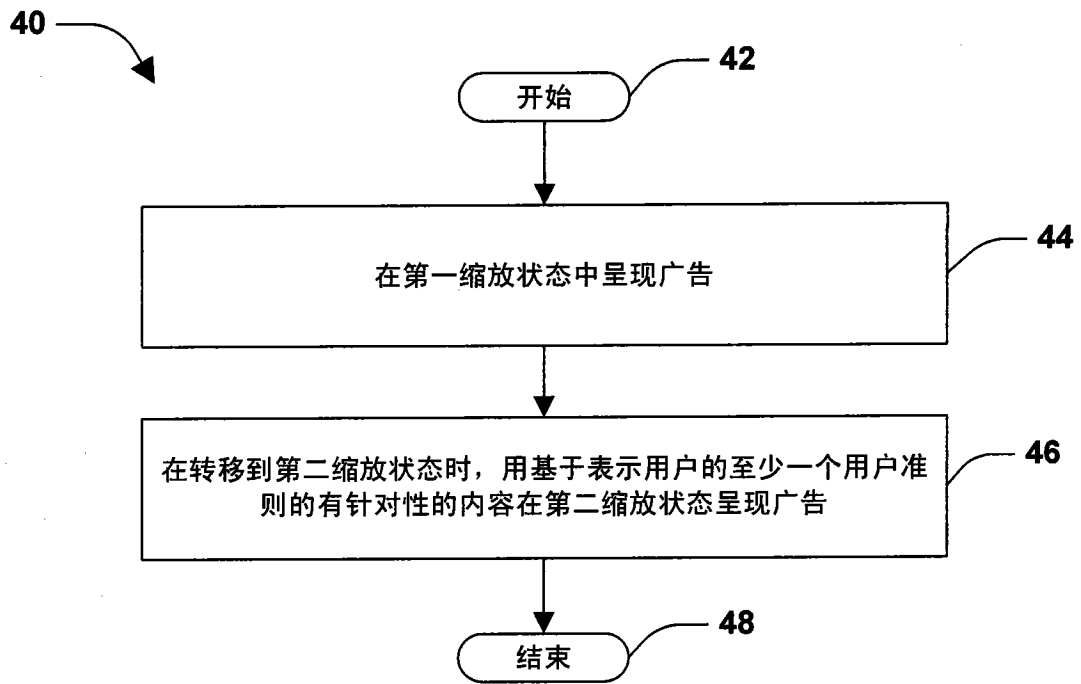 40
42
开始
44
在第一缩放状态中呈现广告
46
在转移到第二缩放状态时，用基于表示用户的至少一个用户准
则的有针对性的内容在第二缩放状态呈现广告
48
结束